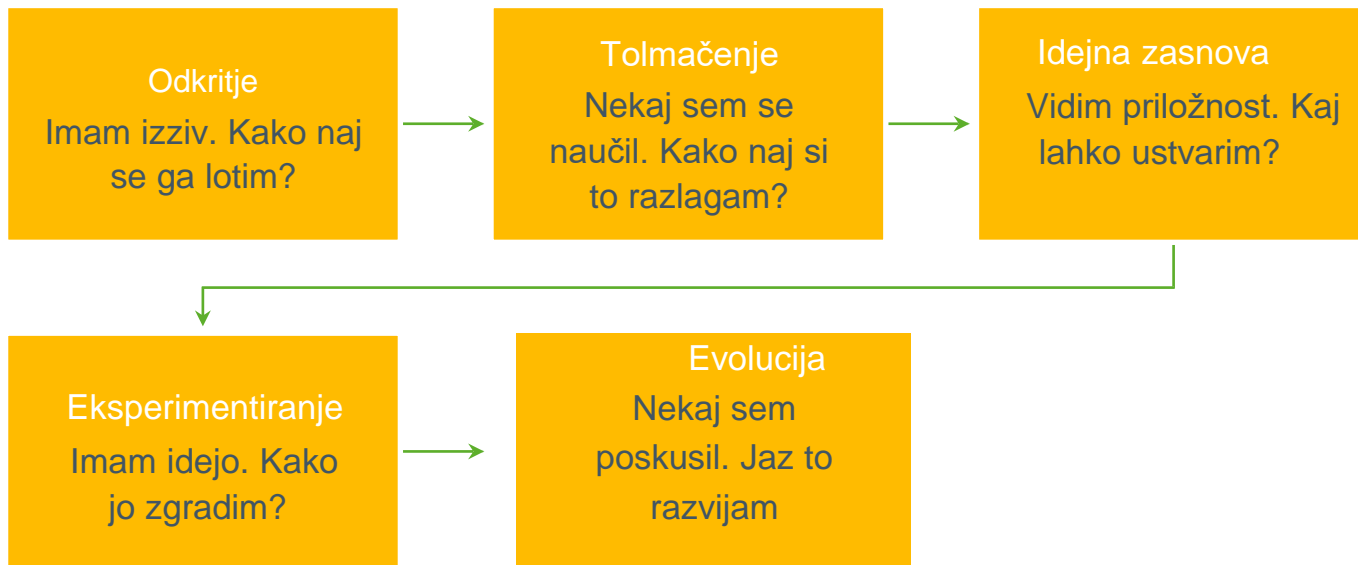 Odkritje
Imam izziv. Kako naj
se ga lotim?
Tolmačenje
Nekaj sem se
naučil. Kako naj si
to razlagam?
Idejna zasnova
Vidim priložnost. Kaj
lahko ustvarim?
Eksperimentiranje
Imam idejo. Kako
jo zgradim?
Evolucija
Nekaj sem
poskusil. Jaz to
razvijam